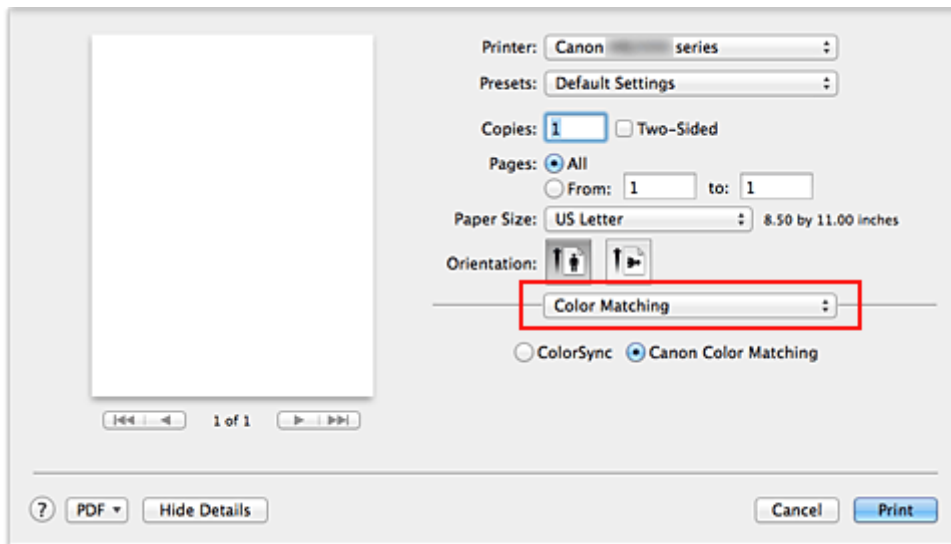 Printer: Canon series
Presets: Default Settings
Copies: 1 Two-Sided
Pages: All
From: 1 to: 1
Paper Size: US Letter 8.50 by 11.00 inches
Orientation:
Color Matching
ColorSync Canon Color Matching
1 of 1
? PDF Hide Details Cancel Print